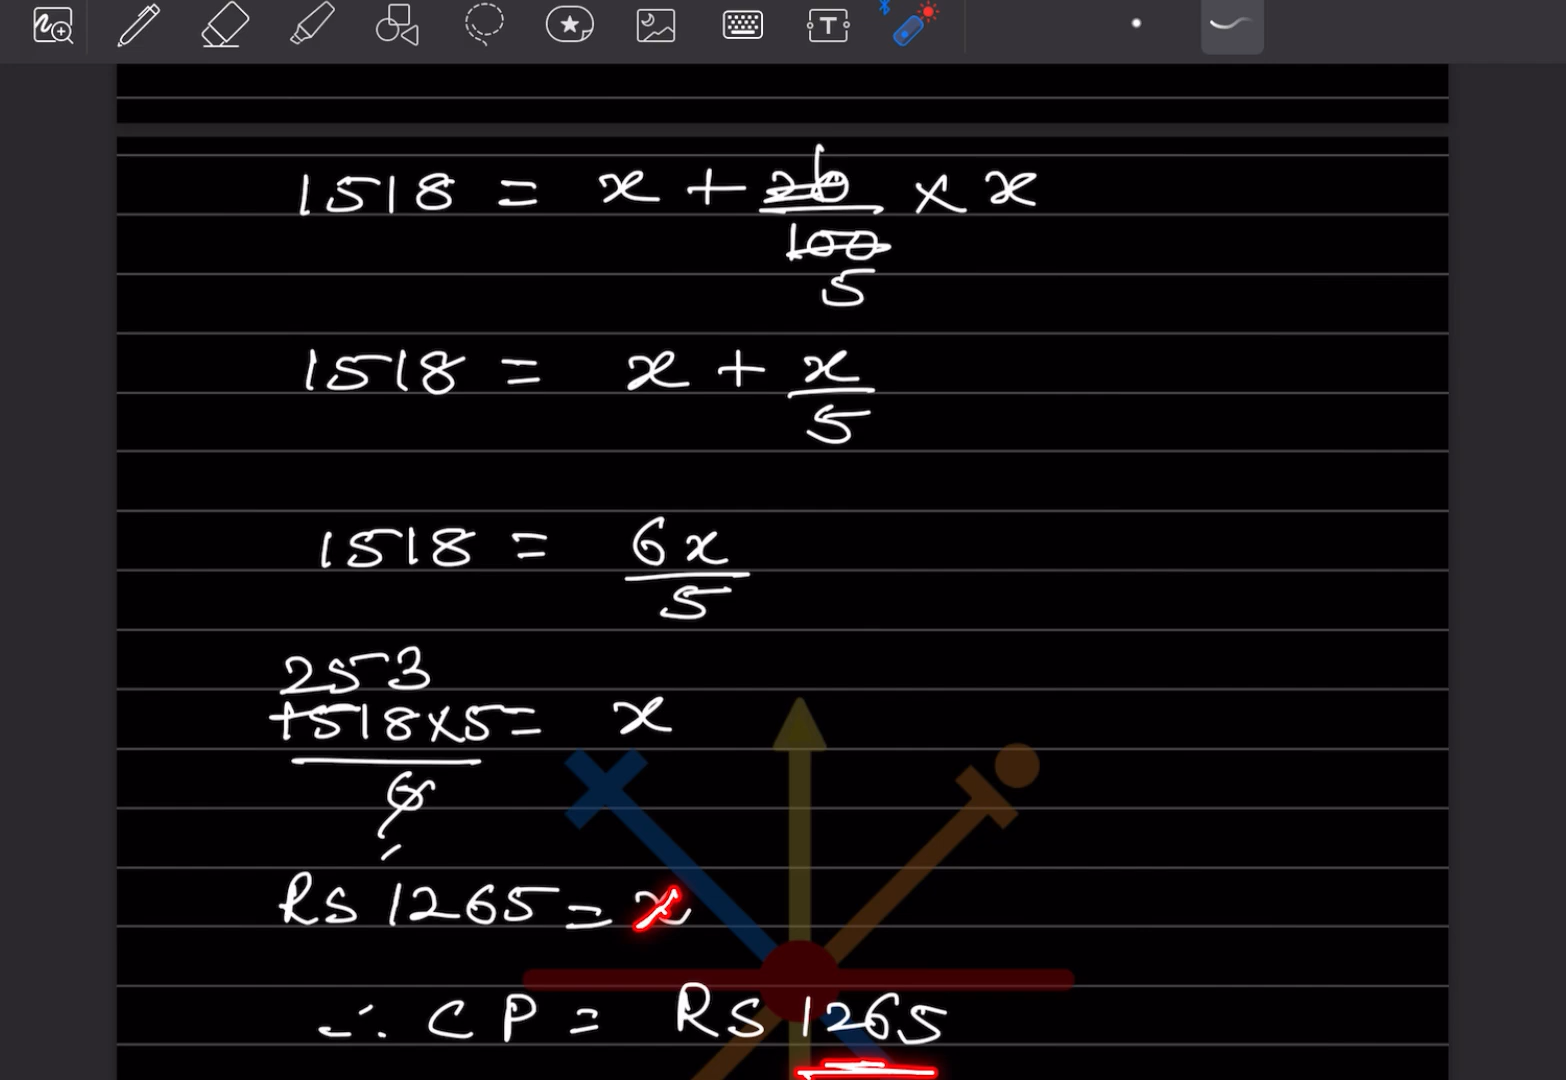 1518 = x + 20/100 × x
5
1518 = x + x/5
1518 = 6x/5
253
1518×5/6 = x
Rs 1265 = x
∴ CP = Rs 1265